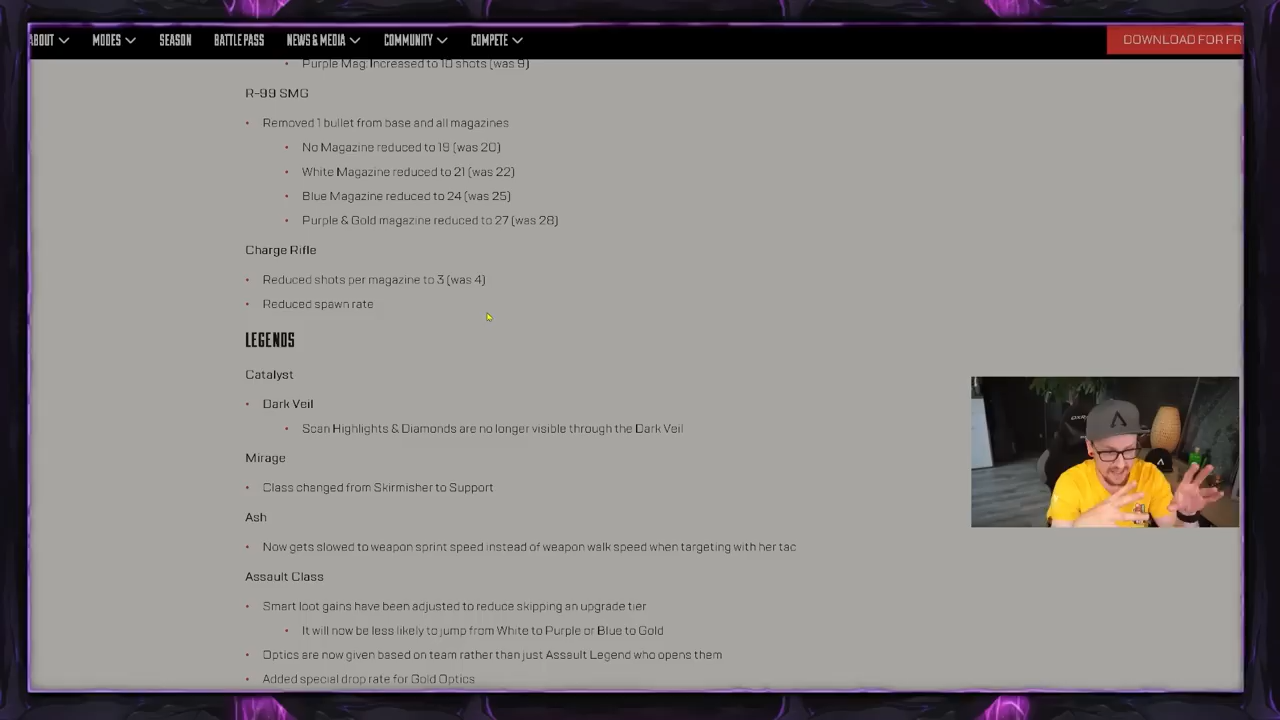 ABOUT MODES SEASON BATTLE PASS NEWS & MEDIA COMMUNITY COMPETE DOWNLOAD FOR FR
• Purple Mag: Increased to 10 shots (was 9)
R-99 SMG
• Removed 1 bullet from base and all magazines
• No Magazine reduced to 19 (was 20)
• White Magazine reduced to 21 (was 22)
• Blue Magazine reduced to 24 (was 25)
• Purple & Gold magazine reduced to 27 (was 28)
Charge Rifle
• Reduced shots per magazine to 3 (was 4)
• Reduced spawn rate
LEGENDS
Catalyst
• Dark Veil
• Scan Highlights & Diamonds are no longer visible through the Dark Veil
Mirage
• Class changed from Skirmisher to Support
Ash
• Now gets slowed to weapon sprint speed instead of weapon walk speed when targeting with her tac
Assault Class
• Smart loot gains have been adjusted to reduce skipping an upgrade tier
• It will now be less likely to jump from White to Purple or Blue to Gold
• Optics are now given based on team rather than just Assault Legend who opens them
• Added special drop rate for Gold Optics